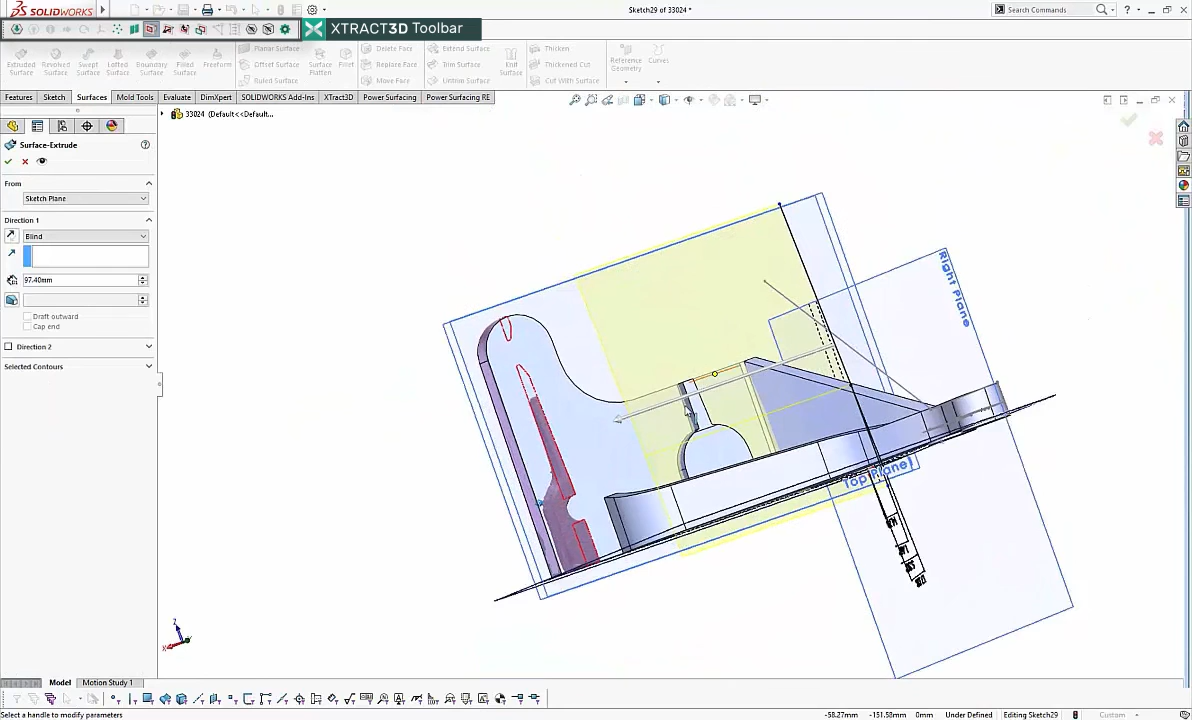 SOLIDWORKS
Sketch29 of 33024 *
Search Commands
XTRACT3D Toolbar
Extruded Surface
Revolved Surface
Swept Surface
Lofted Surface
Boundary Surface
Filled Surface
Freeform
Planar Surface
Offset Surface
Ruled Surface
Surface Flatten
Fillet
Delete Face
Replace Face
Move Face
Extend Surface
Trim Surface
Untrim Surface
Knit Surface
Thicken
Thickened Cut
Cut With Surface
Reference Geometry
Curves
Features
Sketch
Surfaces
Mold Tools
Evaluate
DimXpert
SOLIDWORKS Add-Ins
XTract3D
Power Surfacing
Power Surfacing RE
33024 (Default<<Default...
Surface-Extrude
From
Sketch Plane
Direction 1
Blind
97.40mm
Draft outward
Cap end
Direction 2
Selected Contours
Right Plane
Top Plane
Z
X
Model
Motion Study 1
Select a handle to modify parameters
-58.27mm
-151.58mm
0mm
Under Defined
Editing Sketch29
Custom